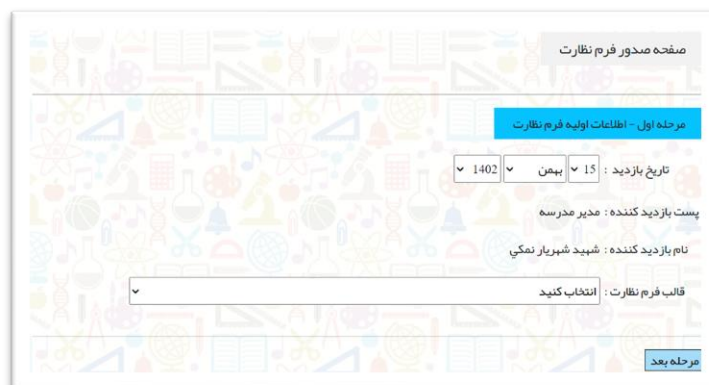 صفحه صدور فرم نظارت
مرحله اول - اطلاعات اولیه فرم نظارت
تاریخ بازدید : 15 بهمن 1402
پست بازدید کننده : مدیر مدرسه
نام بازدید کننده : شهید شهریار نمکي
قالب فرم نظارت : انتخاب کنید
مرحله بعد